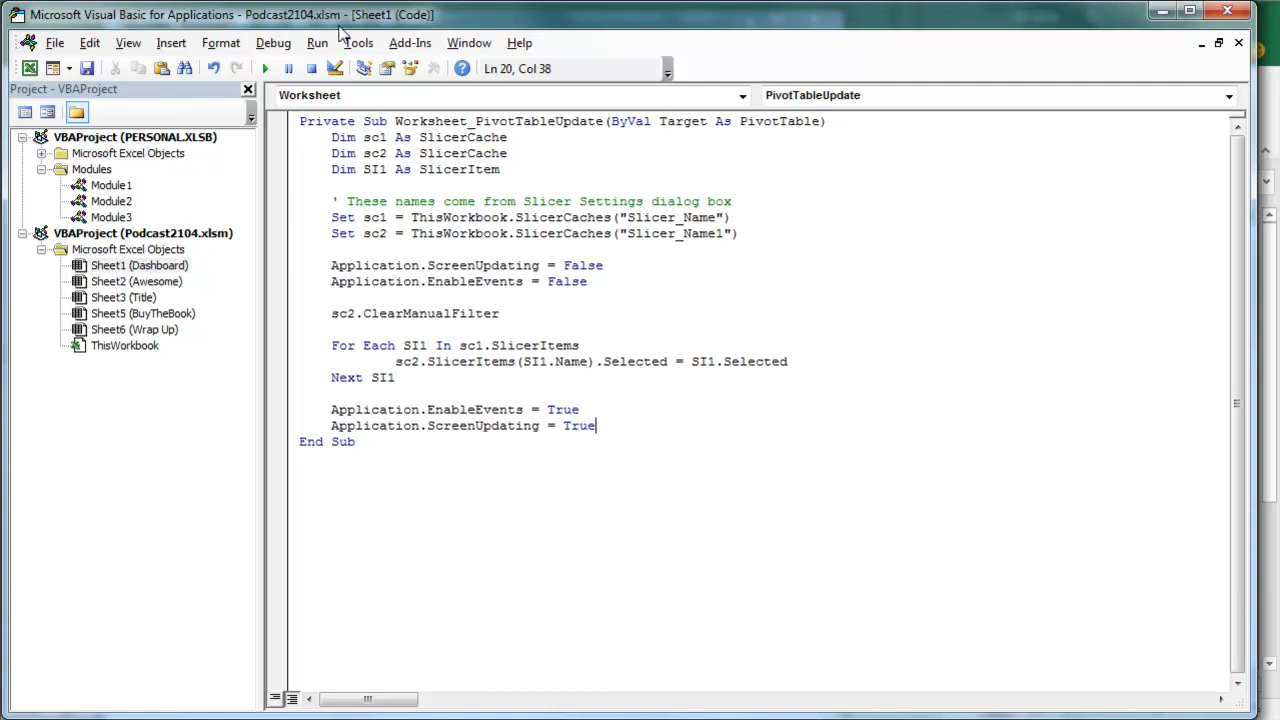 Microsoft Visual Basic for Applications - Podcast2104.xlsm - [Sheet1 (Code)]
File Edit View Insert Format Debug Run Tools Add-Ins Window Help
Ln 20, Col 38
Project - VBAProject
VBAProject (PERSONAL.XLSB)
Microsoft Excel Objects
Modules
Module1
Module2
Module3
VBAProject (Podcast2104.xlsm)
Microsoft Excel Objects
Sheet1 (Dashboard)
Sheet2 (Awesome)
Sheet3 (Title)
Sheet5 (BuyTheBook)
Sheet6 (Wrap Up)
ThisWorkbook
Worksheet PivotTableUpdate
Private Sub Worksheet_PivotTableUpdate(ByVal Target As PivotTable)
Dim sc1 As SlicerCache
Dim sc2 As SlicerCache
Dim SI1 As SlicerItem
' These names come from Slicer Settings dialog box
Set sc1 = ThisWorkbook.SlicerCaches("Slicer_Name")
Set sc2 = ThisWorkbook.SlicerCaches("Slicer_Name1")
Application.ScreenUpdating = False
Application.EnableEvents = False
sc2.ClearManualFilter
For Each SI1 In sc1.SlicerItems
sc2.SlicerItems(SI1.Name).Selected = SI1.Selected
Next SI1
Application.EnableEvents = True
Application.ScreenUpdating = True
End Sub